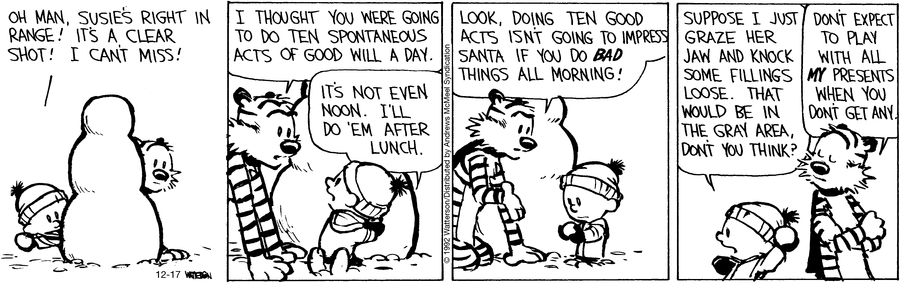 OH MAN, SUSIE'S RIGHT IN
RANGE! IT'S A CLEAR
SHOT! I CAN'T MISS!
12-17 WATTERSON
I THOUGHT YOU WERE GOING
TO DO TEN SPONTANEOUS
ACTS OF GOOD WILL A DAY.
IT'S NOT EVEN
NOON. I'LL
DO 'EM AFTER
LUNCH.
© 1992 Watterson/Distributed by Andrews McMeel Syndication
LOOK, DOING TEN GOOD
ACTS ISN'T GOING TO IMPRESS
SANTA IF YOU DO BAD
THINGS ALL MORNING!
SUPPOSE I JUST
GRAZE HER
JAW AND KNOCK
SOME FILLINGS
LOOSE. THAT
WOULD BE IN
THE GRAY AREA,
DON'T YOU THINK?
DON'T EXPECT
TO PLAY
WITH ALL
MY PRESENTS
WHEN YOU
DON'T GET ANY.